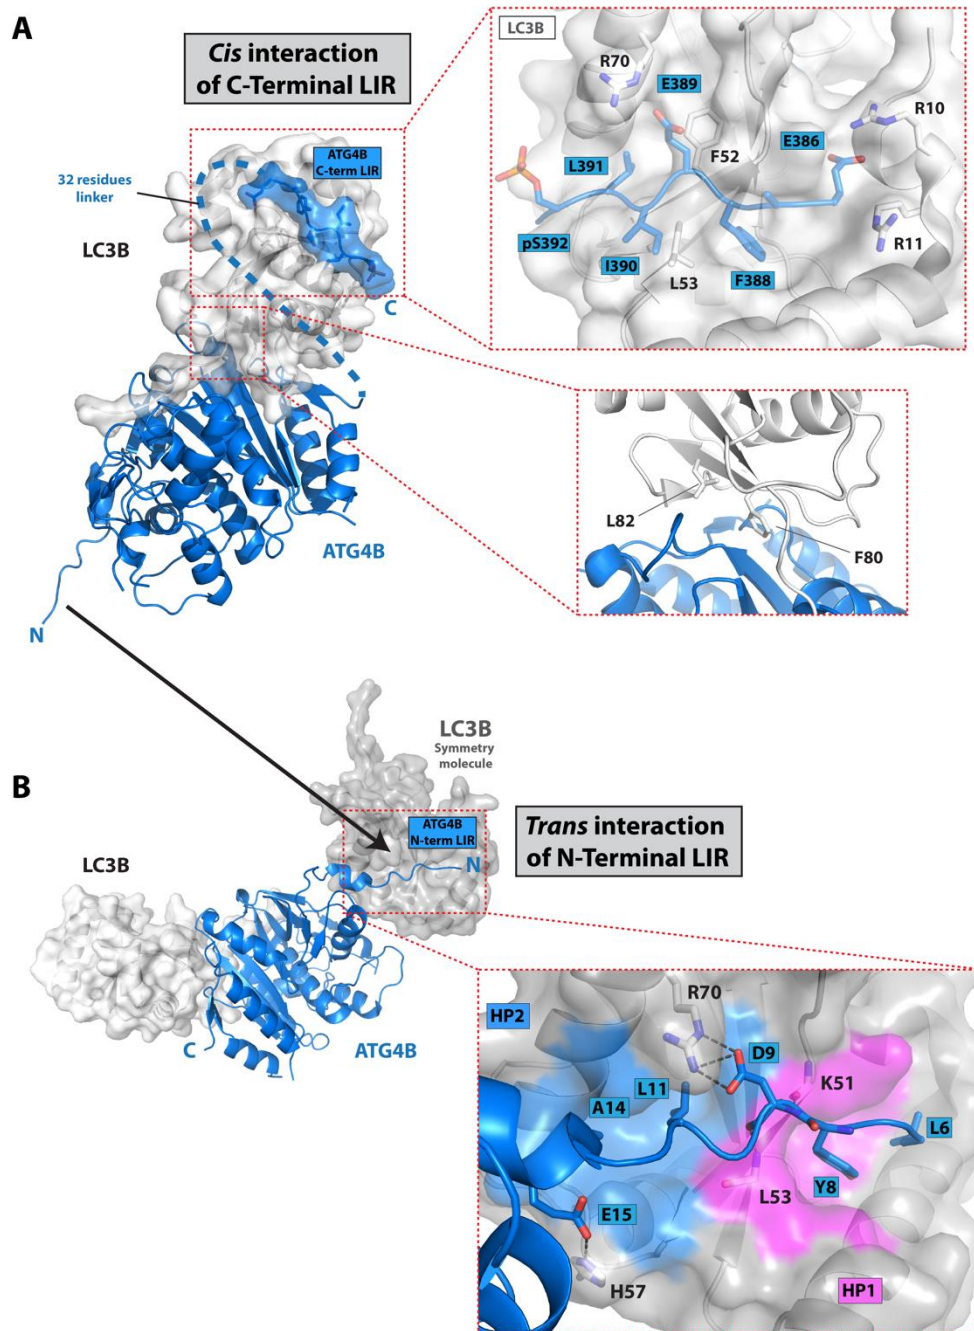 A
Cis interaction
of C-Terminal LIR
ATG4B
C-term LIR
32 residues
linker
LC3B
C
ATG4B
N
LC3B
R70
E389
R10
E386
F52
L391
R11
pS392
I390
L53
F388
L82
F80
B
LC3B
Symmetry
molecule
ATG4B
N-term LIR
N
Trans interaction
of N-Terminal LIR
LC3B
C
ATG4B
R70
HP2
D9
K51
L11
A14
L6
Y8
L53
E15
H57
HP1